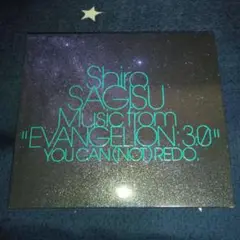 Shiro
SAGISU
Music from
"EVANGELION: 3.0"
YOU CAN (NOT) REDO.